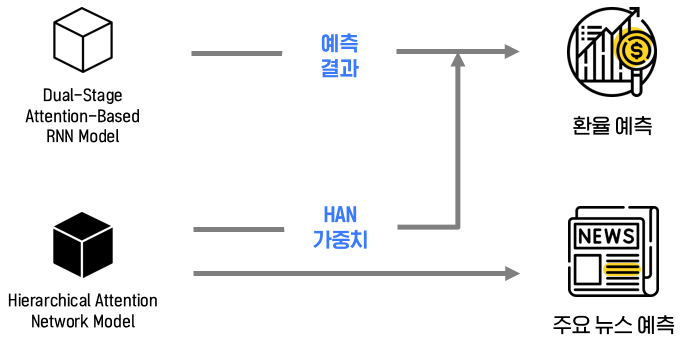 Dual-Stage
Attention-Based
RNN Model
예측
결과
$
환율 예측
Hierarchical Attention
Network Model
HAN
가중치
NEWS
주요 뉴스 예측